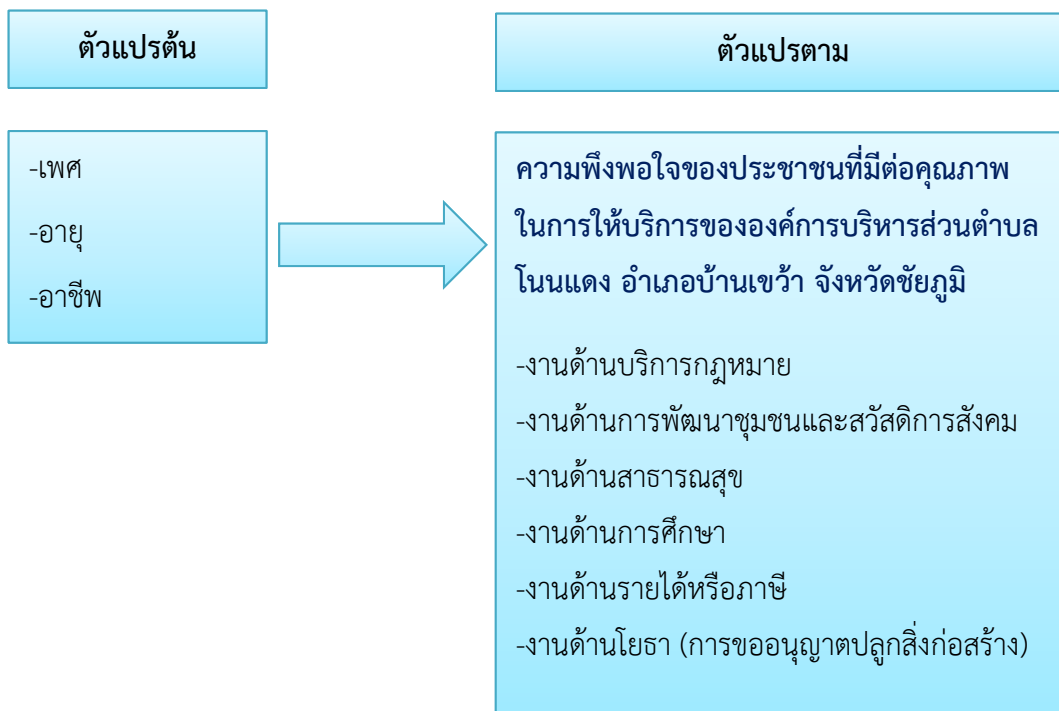 ตัวแปรต้น
ตัวแปรตาม
-เพศ
-อายุ
-อาชีพ
ความพึงพอใจของประชาชนที่มีต่อคุณภาพ
ในการให้บริการขององค์การบริหารส่วนตำบล
โนนแดง อำเภอบ้านเขว้า จังหวัดชัยภูมิ
-งานด้านบริการกฎหมาย
-งานด้านการพัฒนาชุมชนและสวัสดิการสังคม
-งานด้านสาธารณสุข
-งานด้านการศึกษา
-งานด้านรายได้หรือภาษี
-งานด้านโยธา (การขออนุญาตปลูกสิ่งก่อสร้าง)